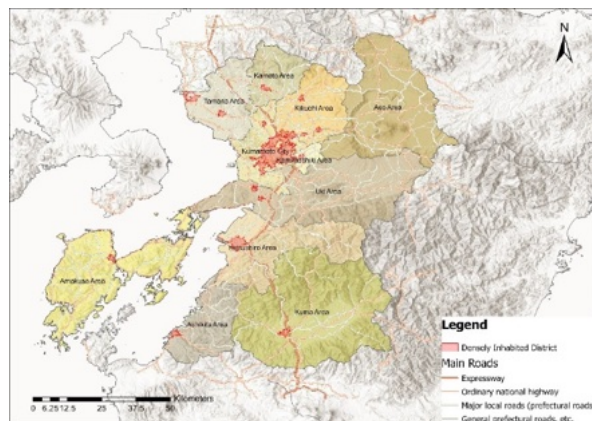 N
Kamoto Area
Tamana Area
Kikuchi Area
Aso Area
Kumamoto City
Uki Area
Yatsushiro Area
Amakusa Area
Ashikita Area
Kuma Area
Legend
Densely Inhabited District
Main Roads
Expressway
Ordinary national highway
Major local roads (prefectural roads
General prefectural roads, etc.
Kilometers
0 6.25 12.5 25 37.5 50